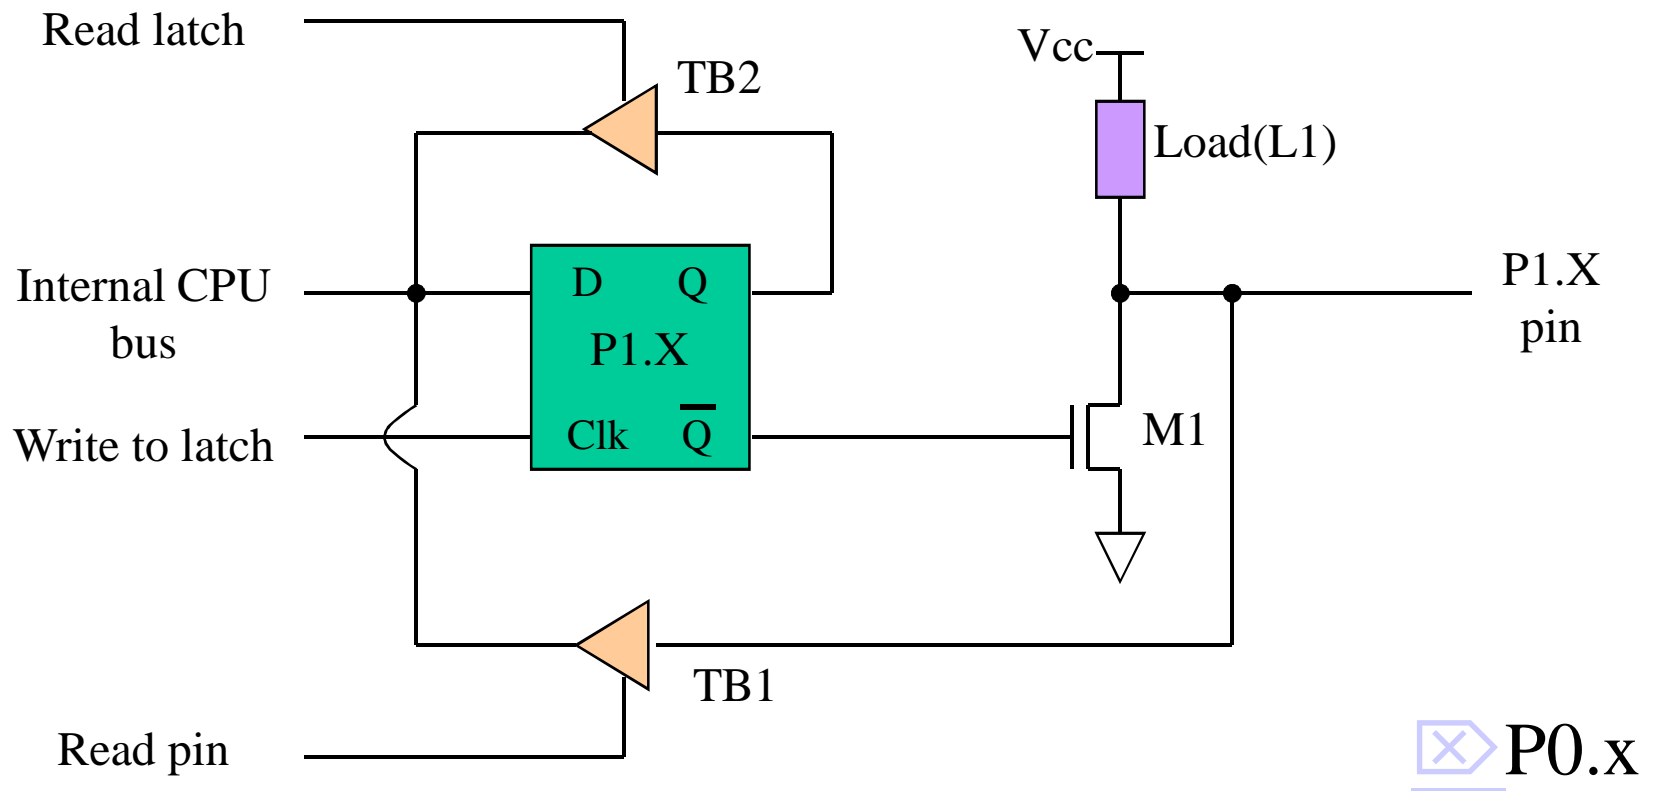 Read latch
TB2
Vcc
Load(L1)
Internal CPU
bus
D
Q
P1.X
P1.X
pin
Write to latch
Clk
Q̅
M1
TB1
Read pin
P0.x